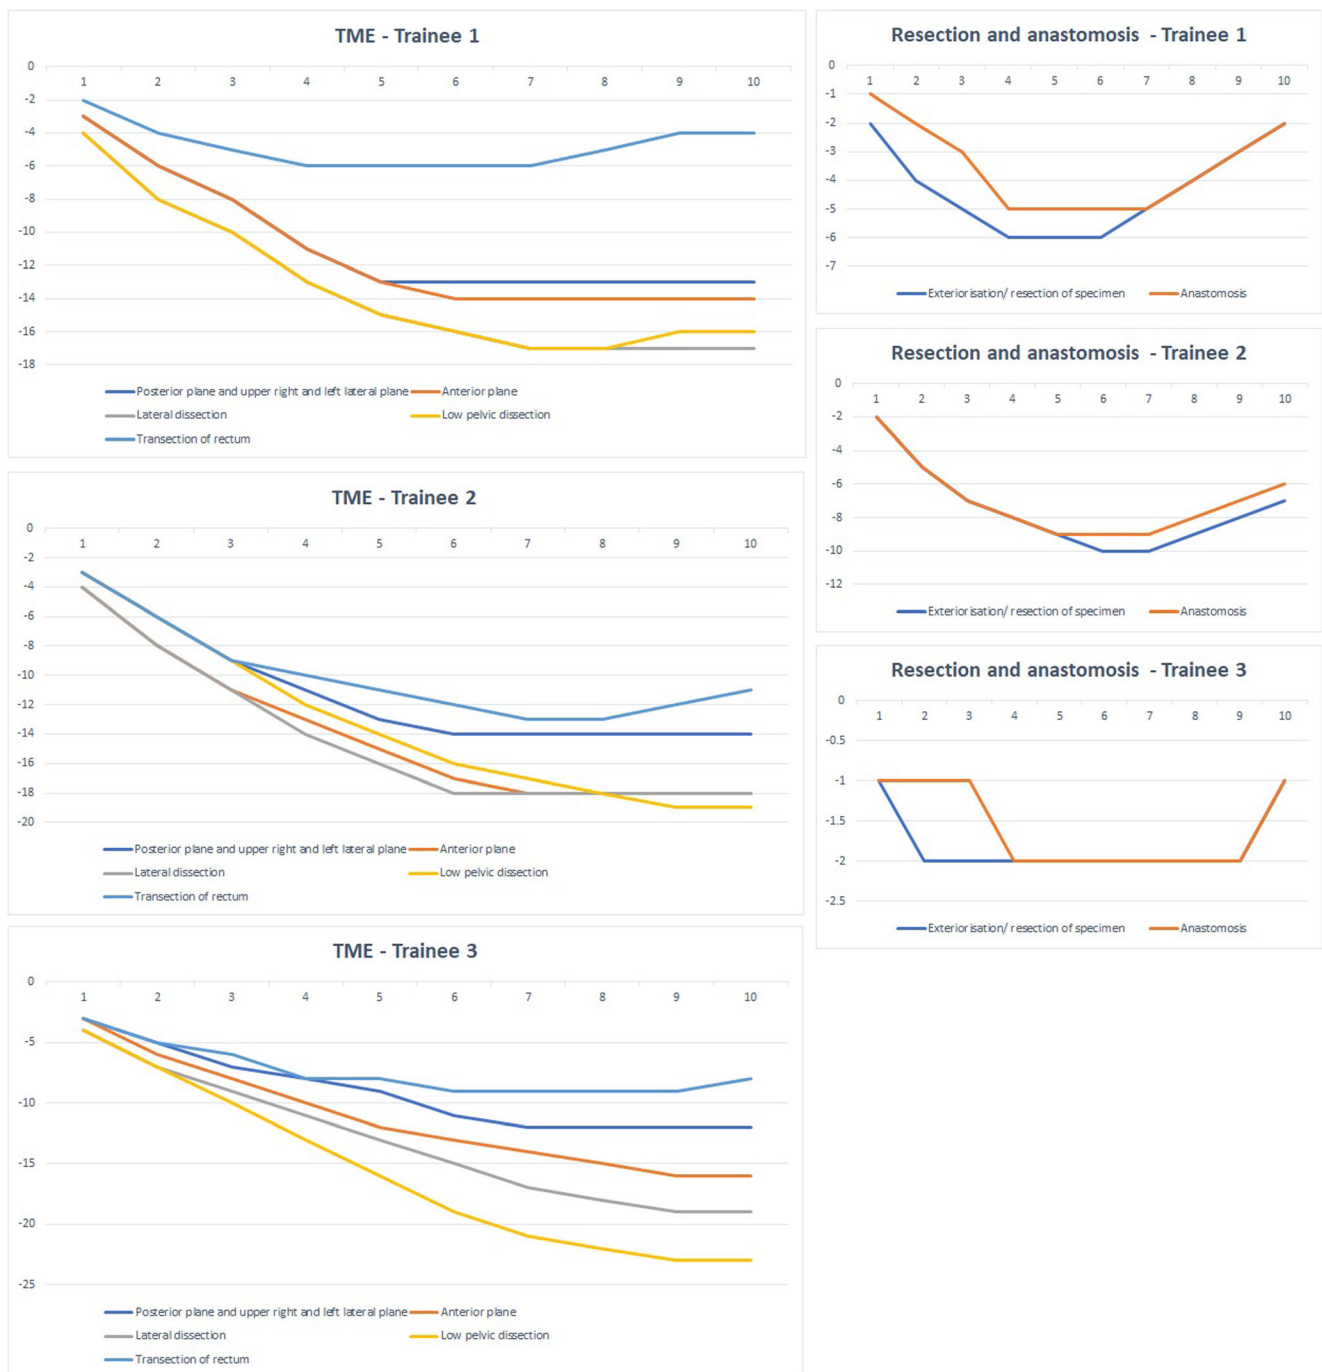 TME - Trainee 1
0
1 2 3 4 5 6 7 8 9 10
-2
-4
-6
-8
-10
-12
-14
-16
-18
Posterior plane and upper right and left lateral plane Anterior plane
Lateral dissection Low pelvic dissection
Transection of rectum
Resection and anastomosis - Trainee 1
0
1 2 3 4 5 6 7 8 9 10
-1
-2
-3
-4
-5
-6
-7
Exteriorisation/ resection of specimen Anastomosis
Resection and anastomosis - Trainee 2
0
1 2 3 4 5 6 7 8 9 10
-2
-4
-6
-8
-10
-12
Exteriorisation/ resection of specimen Anastomosis
TME - Trainee 2
0
1 2 3 4 5 6 7 8 9 10
-2
-4
-6
-8
-10
-12
-14
-16
-18
-20
Posterior plane and upper right and left lateral plane Anterior plane
Lateral dissection Low pelvic dissection
Transection of rectum
Resection and anastomosis - Trainee 3
0
1 2 3 4 5 6 7 8 9 10
-0.5
-1
-1.5
-2
-2.5
Exteriorisation/ resection of specimen Anastomosis
TME - Trainee 3
0
1 2 3 4 5 6 7 8 9 10
-5
-10
-15
-20
-25
Posterior plane and upper right and left lateral plane Anterior plane
Lateral dissection Low pelvic dissection
Transection of rectum